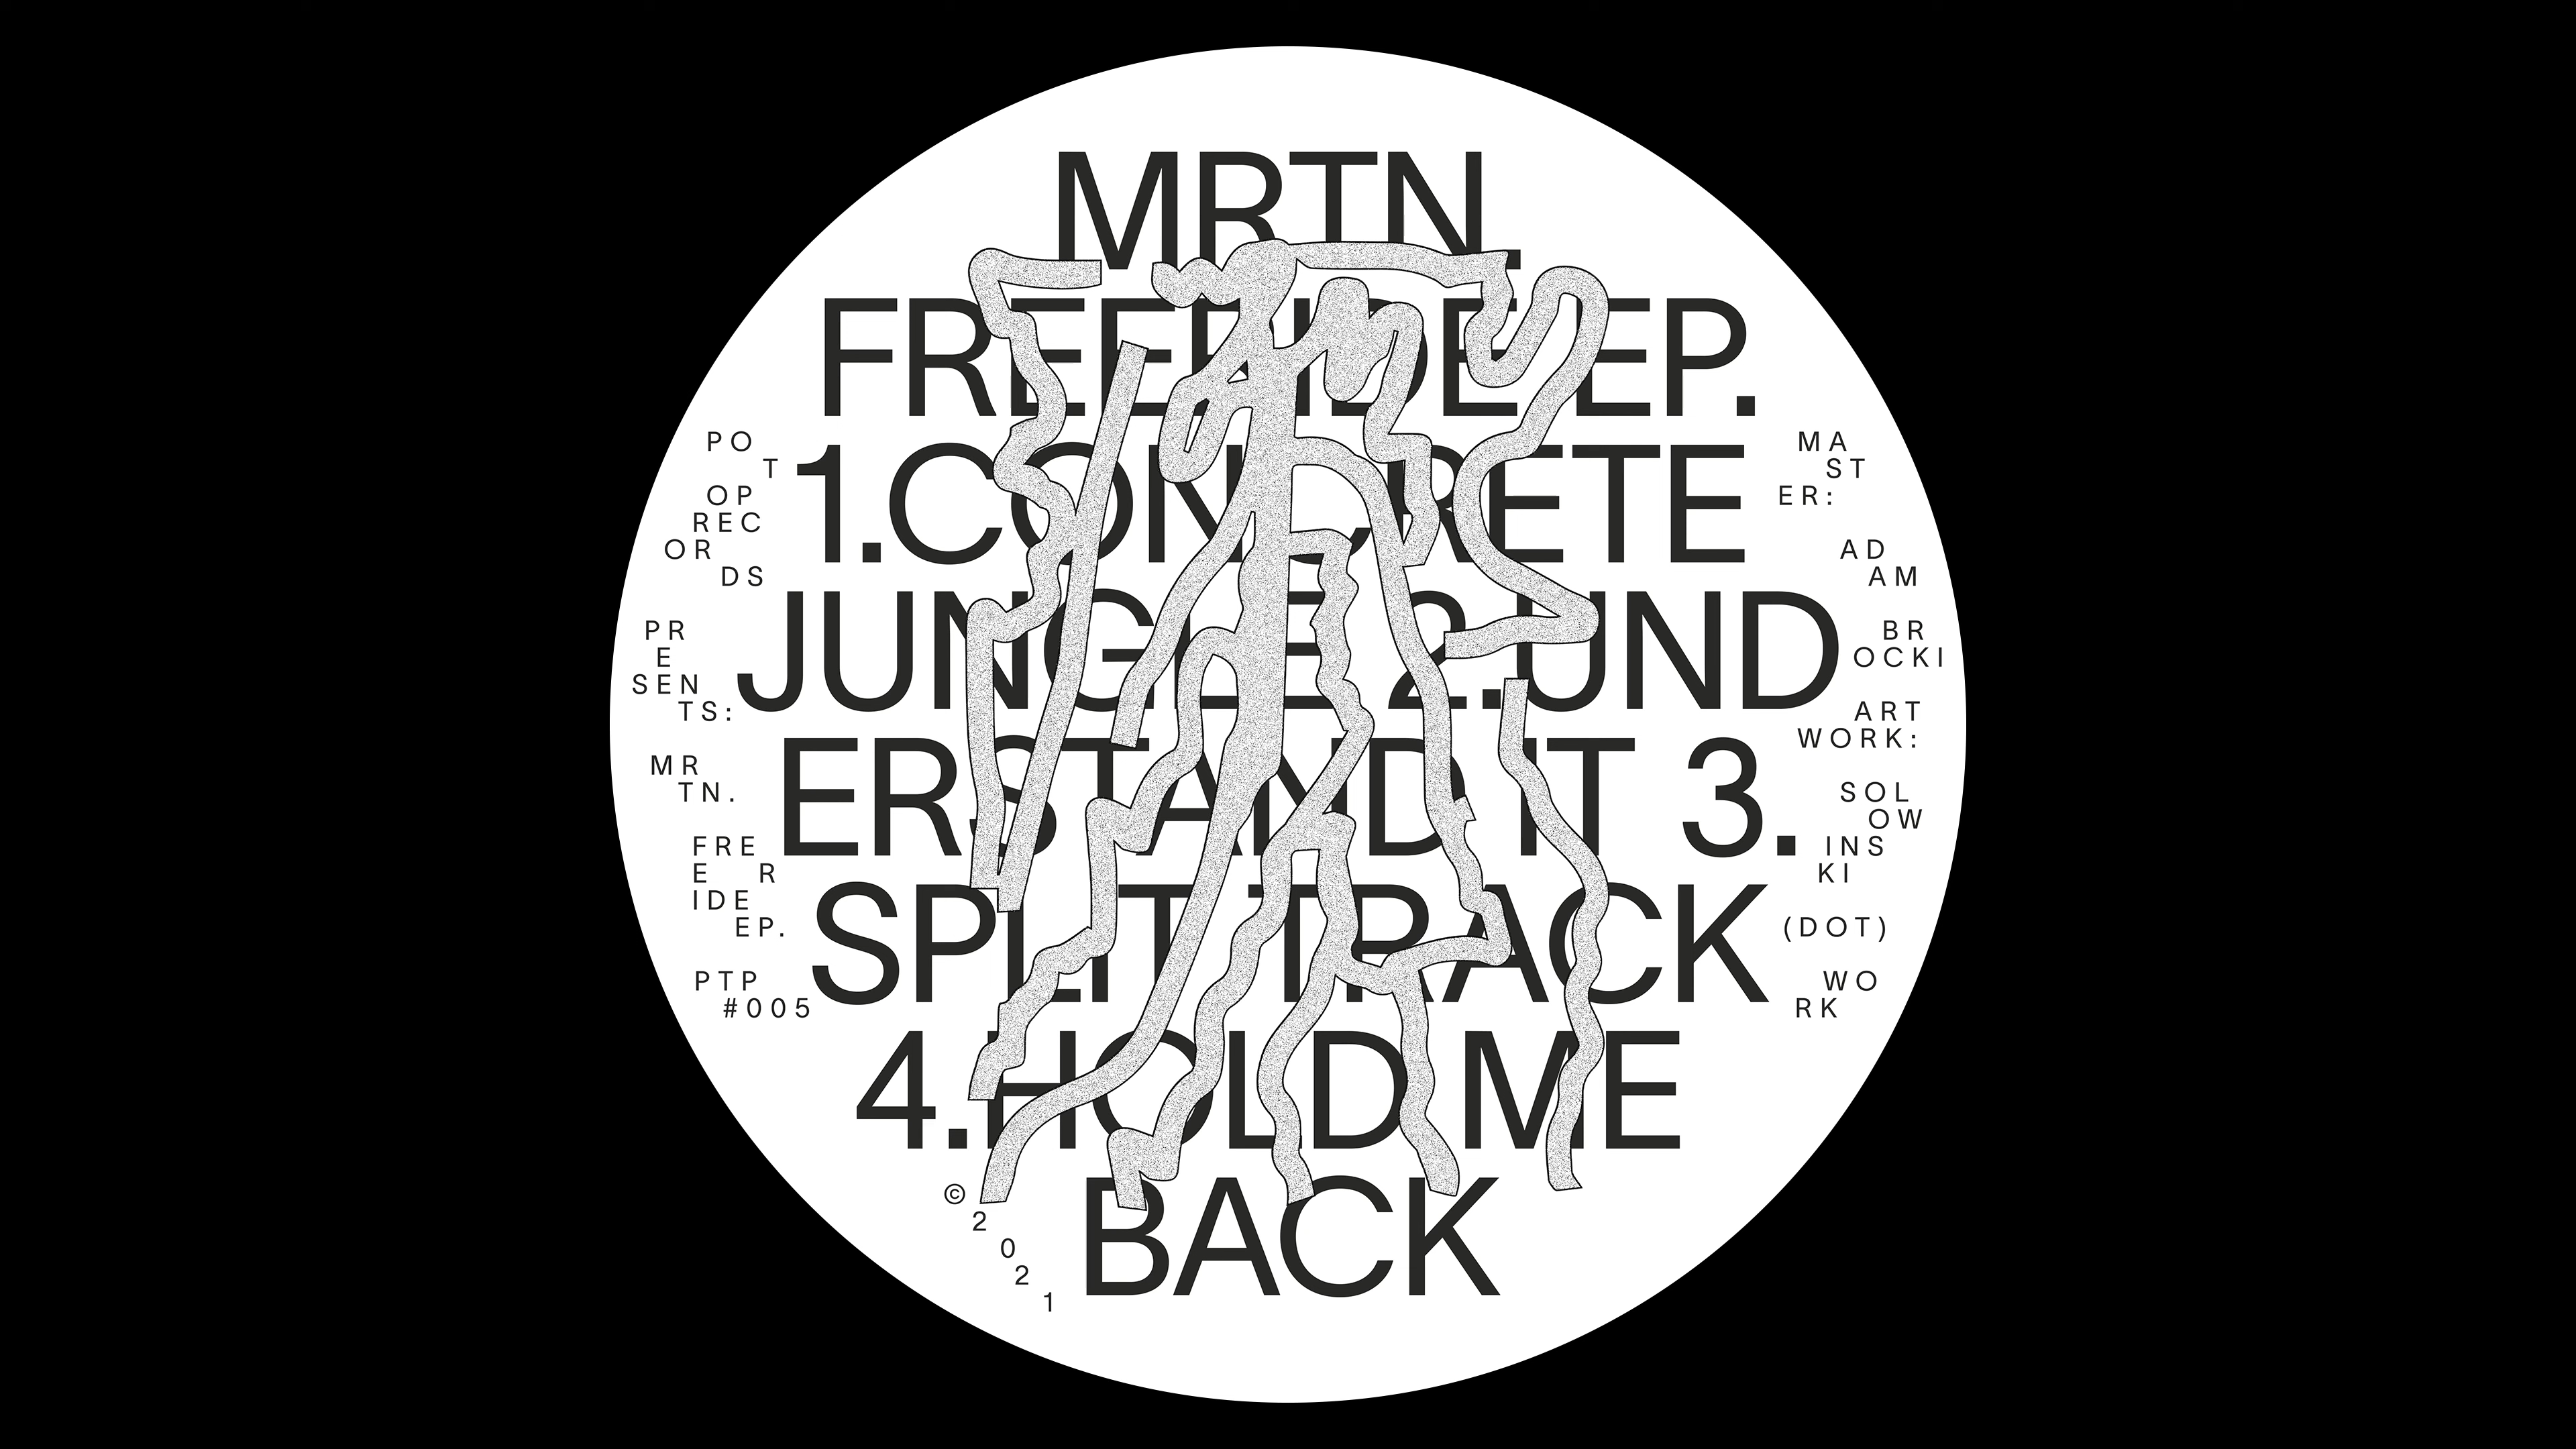 MRTN.
FREERIDE EP.
1.CONCRETE
JUNGLE 2.UND
ERSTAND IT 3.
SPLIT TRACK
4.HOLD ME
BACK
PO
T
OP
REC
OR
DS
PR
E
SEN
TS:
MR
TN.
FRE
E R
IDE
EP.
PTP
#005
©
2
0
2
1
MA
ST
ER:
AD
AM
BR
OCKI
ART
WORK:
SOL
OW
INS
KI
(DOT)
WO
RK